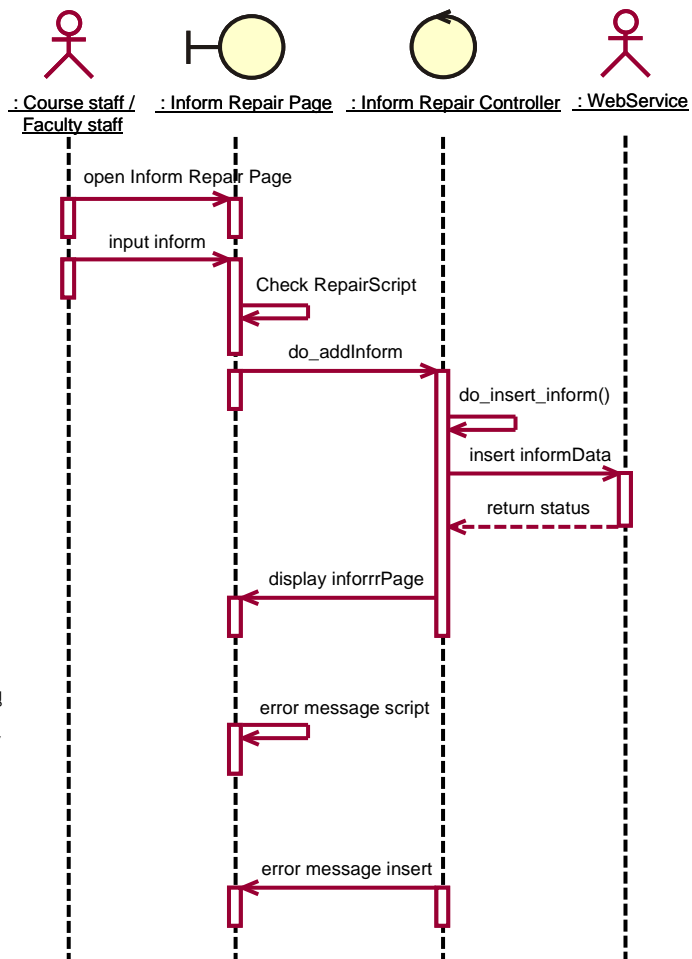 : Course staff /
Faculty staff
: Inform Repair Page
: Inform Repair Controller
: WebService
open Inform Repair Page
input inform
Check RepairScript
do_addInform
do_insert_inform()
insert informData
return status
display inforrrPage
error message script
error message insert